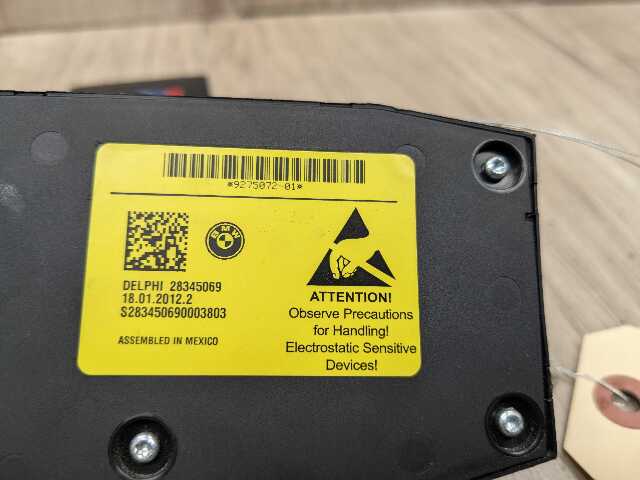 *9275072-01*
BMW
DELPHI 28345069
18.01.2012.2
S283450690003803
ASSEMBLED IN MEXICO
ATTENTION!
Observe Precautions
for Handling!
Electrostatic Sensitive
Devices!